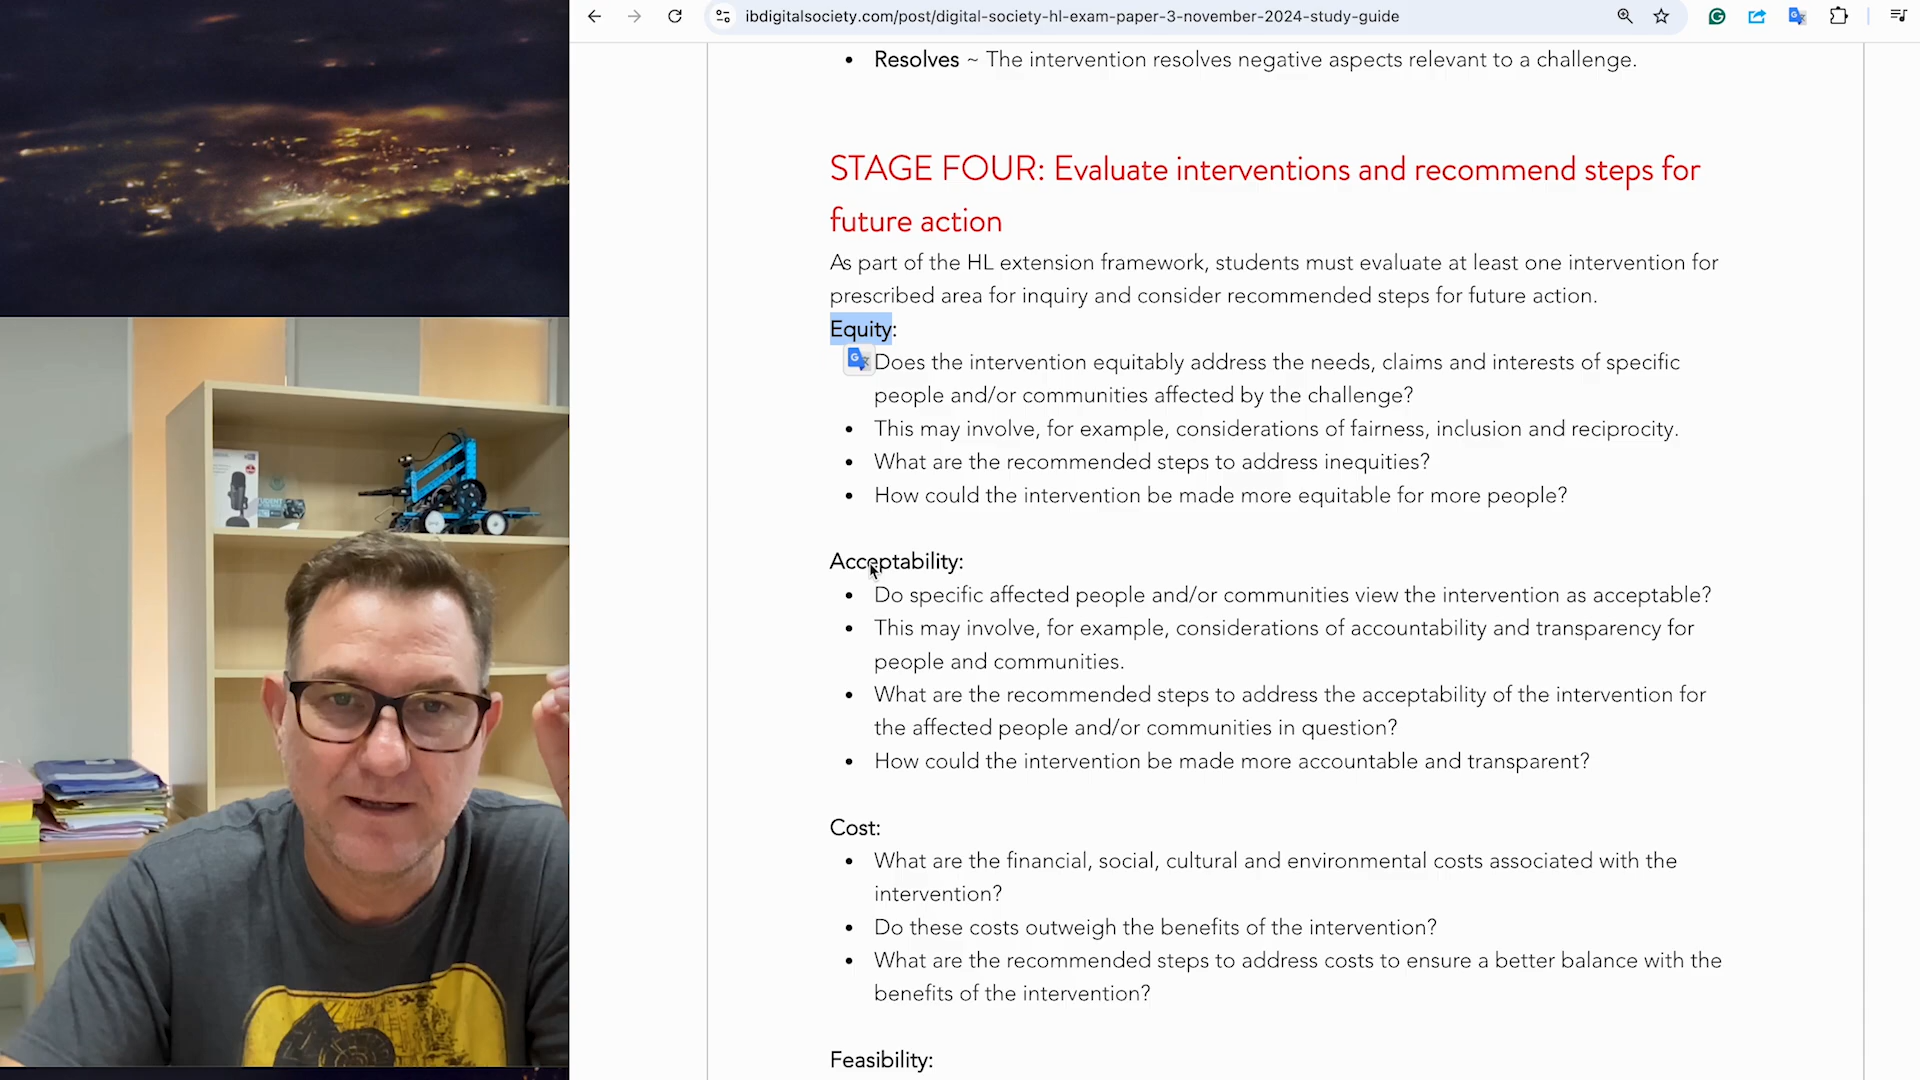 ibdigitalsociety.com/post/digital-society-hl-exam-paper-3-november-2024-study-guide
• Resolves ~ The intervention resolves negative aspects relevant to a challenge.
STAGE FOUR: Evaluate interventions and recommend steps for
future action
As part of the HL extension framework, students must evaluate at least one intervention for
prescribed area for inquiry and consider recommended steps for future action.
Equity:
Does the intervention equitably address the needs, claims and interests of specific
people and/or communities affected by the challenge?
• This may involve, for example, considerations of fairness, inclusion and reciprocity.
• What are the recommended steps to address inequities?
• How could the intervention be made more equitable for more people?
Acceptability:
• Do specific affected people and/or communities view the intervention as acceptable?
• This may involve, for example, considerations of accountability and transparency for
people and communities.
• What are the recommended steps to address the acceptability of the intervention for
the affected people and/or communities in question?
• How could the intervention be made more accountable and transparent?
Cost:
• What are the financial, social, cultural and environmental costs associated with the
intervention?
• Do these costs outweigh the benefits of the intervention?
• What are the recommended steps to address costs to ensure a better balance with the
benefits of the intervention?
Feasibility: